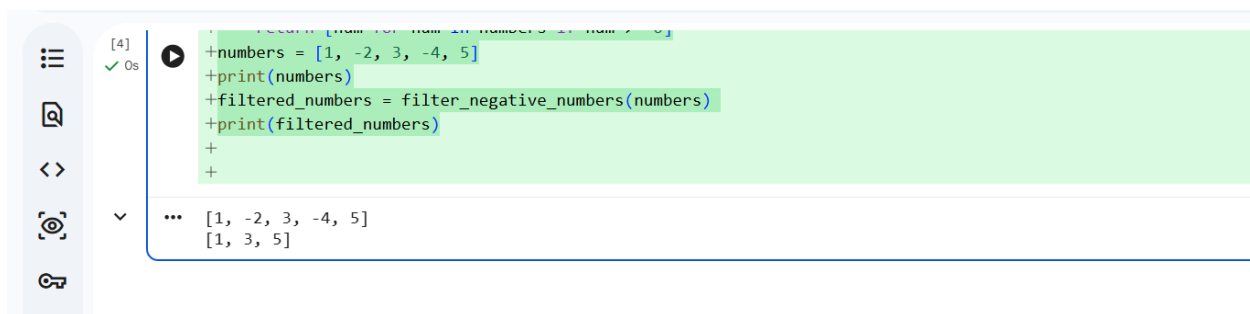 [4]
0s
+numbers = [1, -2, 3, -4, 5]
+print(numbers)
+filtered_numbers = filter_negative_numbers(numbers)
+print(filtered_numbers)
+
+
[1, -2, 3, -4, 5]
[1, 3, 5]